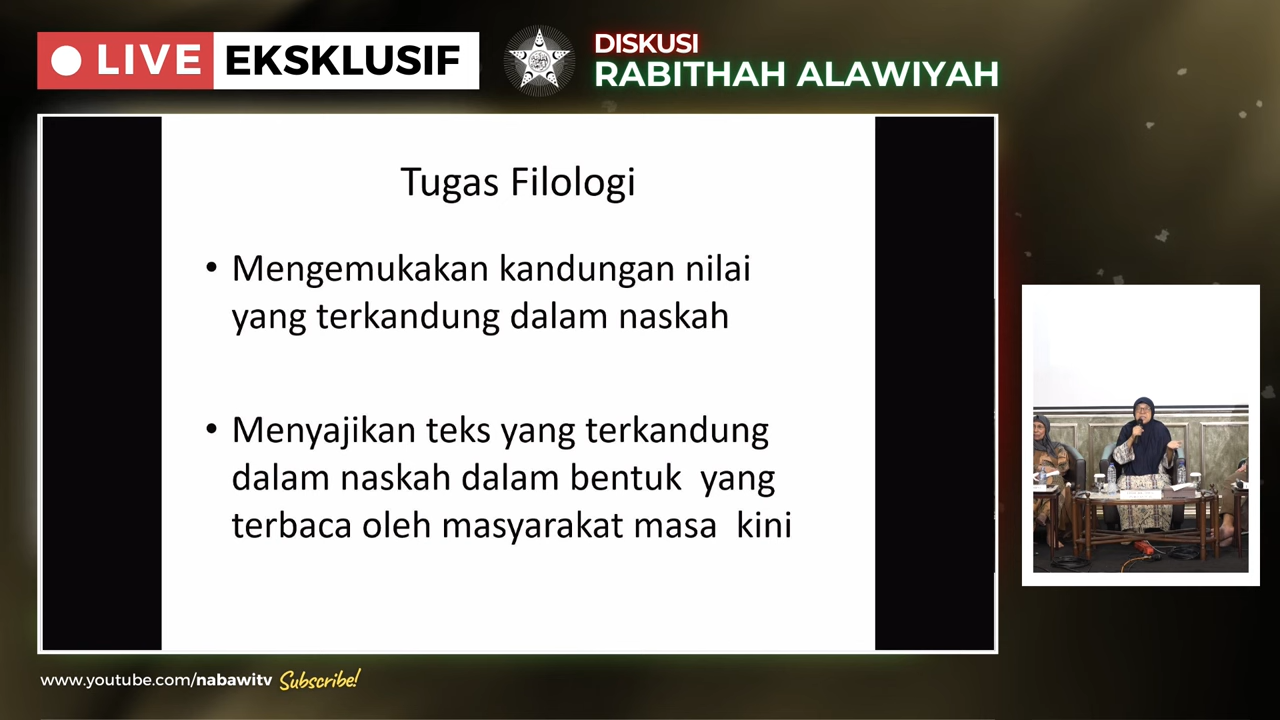 LIVE EKSKLUSIF
DISKUSI
RABITHAH ALAWIYAH
Tugas Filologi
• Mengemukakan kandungan nilai
yang terkandung dalam naskah
• Menyajikan teks yang terkandung
dalam naskah dalam bentuk yang
terbaca oleh masyarakat masa kini
www.youtube.com/nabawitv Subscribe!